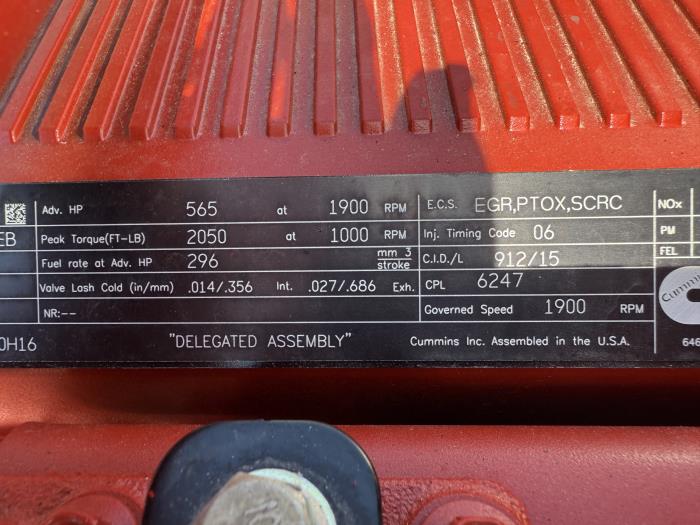 Adv. HP 565 at 1900 RPM E.C.S. EGR,PTOX,SCRC NOx
EB Peak Torque(FT-LB) 2050 at 1000 RPM Inj. Timing Code 06 PM
Fuel rate at Adv. HP 296 mm 3 stroke C.I.D./L 912/15 FEL
Valve Lash Cold (in/mm) .014/.356 Int. .027/.686 Exh. CPL 6247
NR:-- Governed Speed 1900 RPM
0H16 "DELEGATED ASSEMBLY" Cummins Inc. Assembled in the U.S.A. 646
Cummins
10